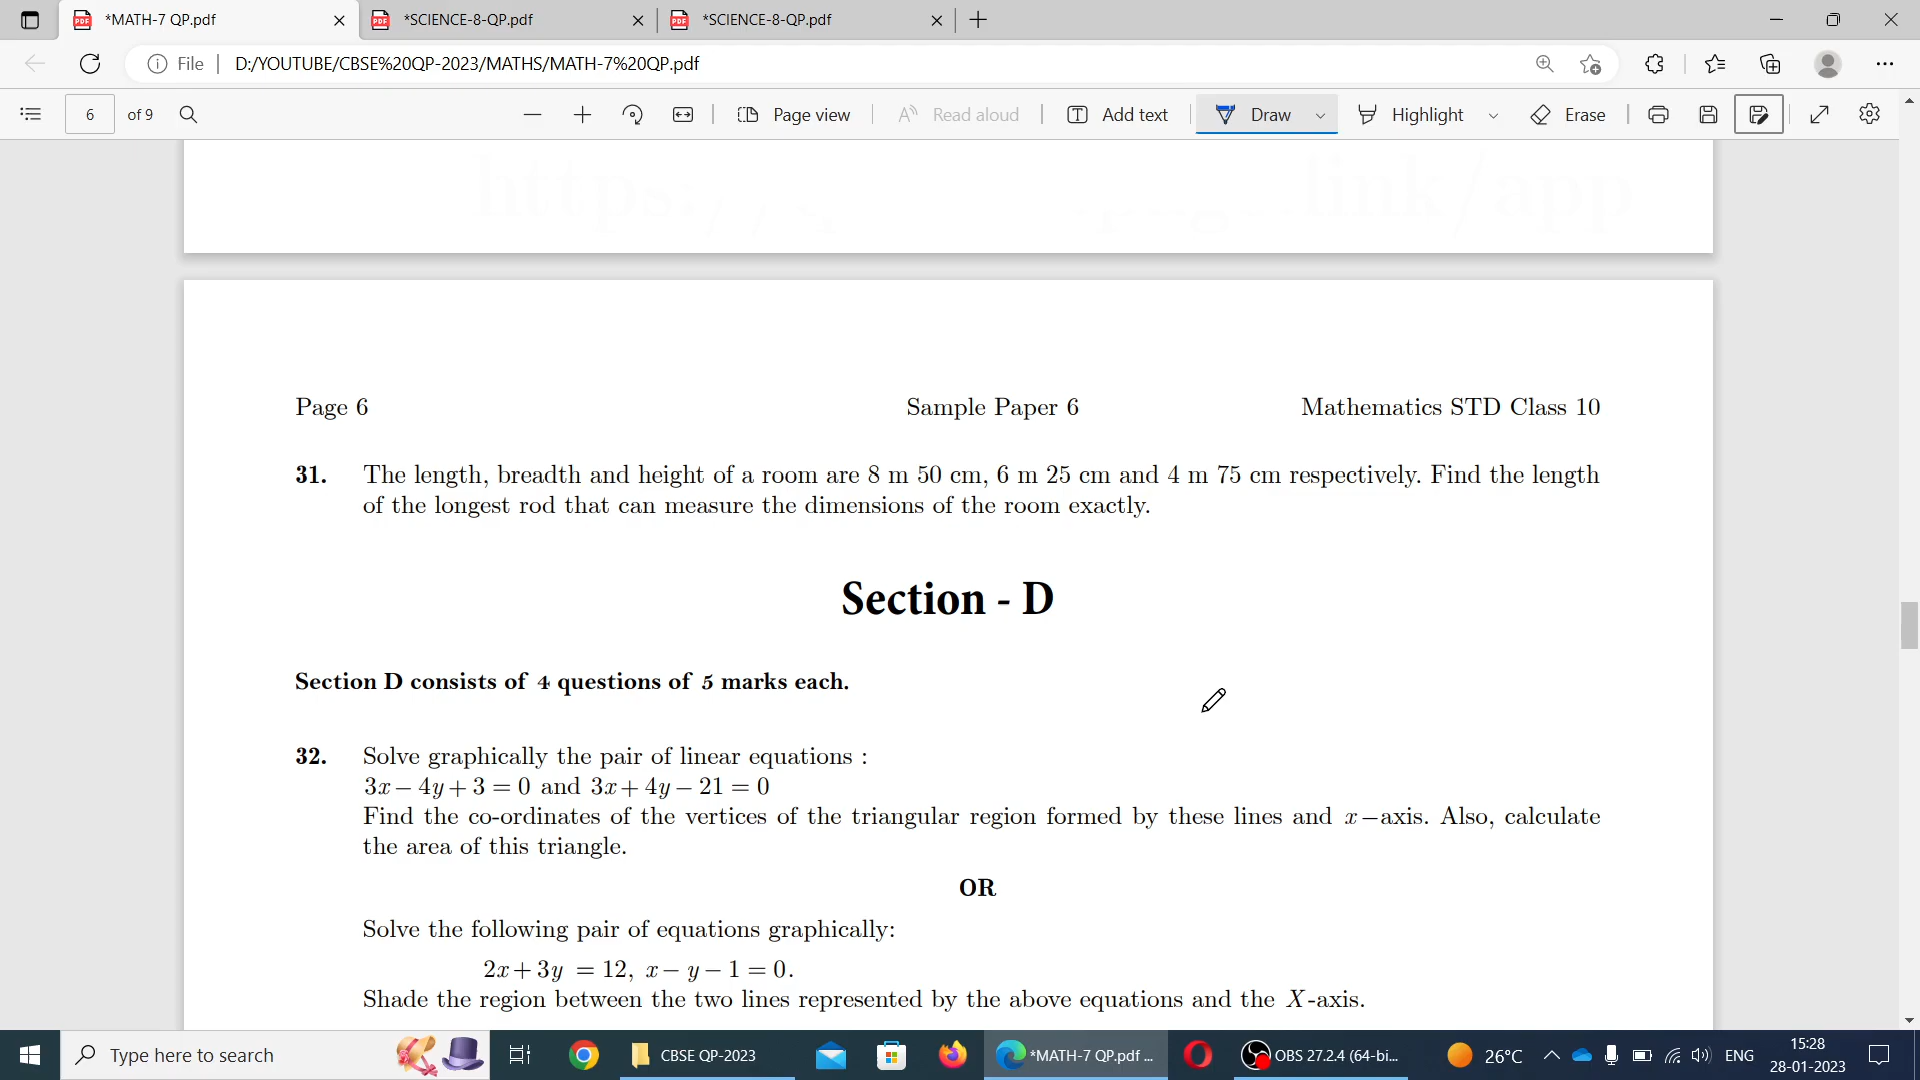 *MATH-7 QP.pdf
*SCIENCE-8-QP.pdf
*SCIENCE-8-QP.pdf
File
D:/YOUTUBE/CBSE%20QP-2023/MATHS/MATH-7%20QP.pdf
6 of 9
Page view
Read aloud
Add text
Draw
Highlight
Erase
https:// link/app
Page 6 Sample Paper 6 Mathematics STD Class 10
31. The length, breadth and height of a room are 8 m 50 cm, 6 m 25 cm and 4 m 75 cm respectively. Find the length
of the longest rod that can measure the dimensions of the room exactly.
Section - D
Section D consists of 4 questions of 5 marks each.
32. Solve graphically the pair of linear equations :
3x – 4y + 3 = 0 and 3x + 4y – 21 = 0
Find the co-ordinates of the vertices of the triangular region formed by these lines and x – axis. Also, calculate
the area of this triangle.
OR
Solve the following pair of equations graphically:
2x + 3y = 12, x – y – 1 = 0.
Shade the region between the two lines represented by the above equations and the X-axis.
Type here to search
CBSE QP-2023
*MATH-7 QP.pdf ...
OBS 27.2.4 (64-bi...
26°C
ENG
15:28
28-01-2023